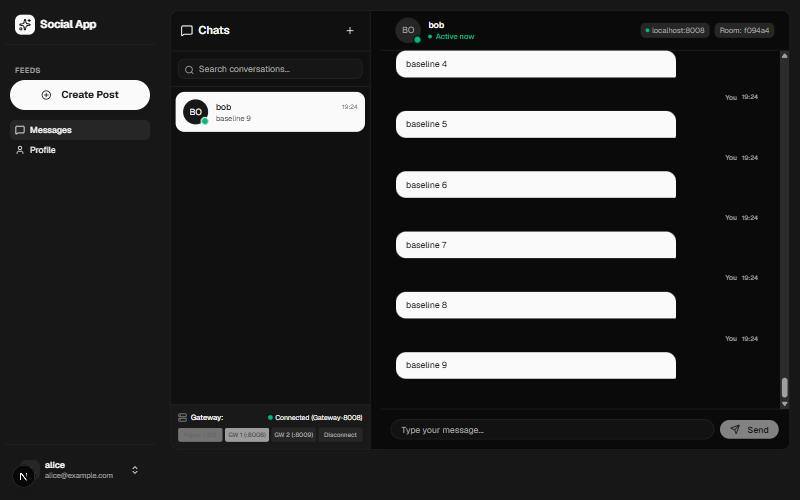 Social App
FEEDS
Create Post
Messages
Profile
N
alice
alice@example.com
Chats
Search conversations...
BO
bob
19:24
baseline 9
Gateway:
Connected (Gateway-8008)
GW 1 (:8008)
GW 2 (:8009)
Disconnect
BO
bob
Active now
localhost:8008
Room: f094a4
baseline 4
You 19:24
baseline 5
You 19:24
baseline 6
You 19:24
baseline 7
You 19:24
baseline 8
You 19:24
baseline 9
Type your message...
Send